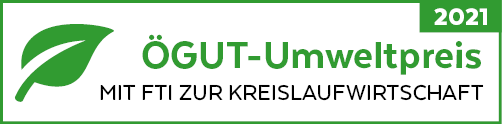 2021
ÖGUT-Umweltpreis
MIT FTI ZUR KREISLAUFWIRTSCHAFT